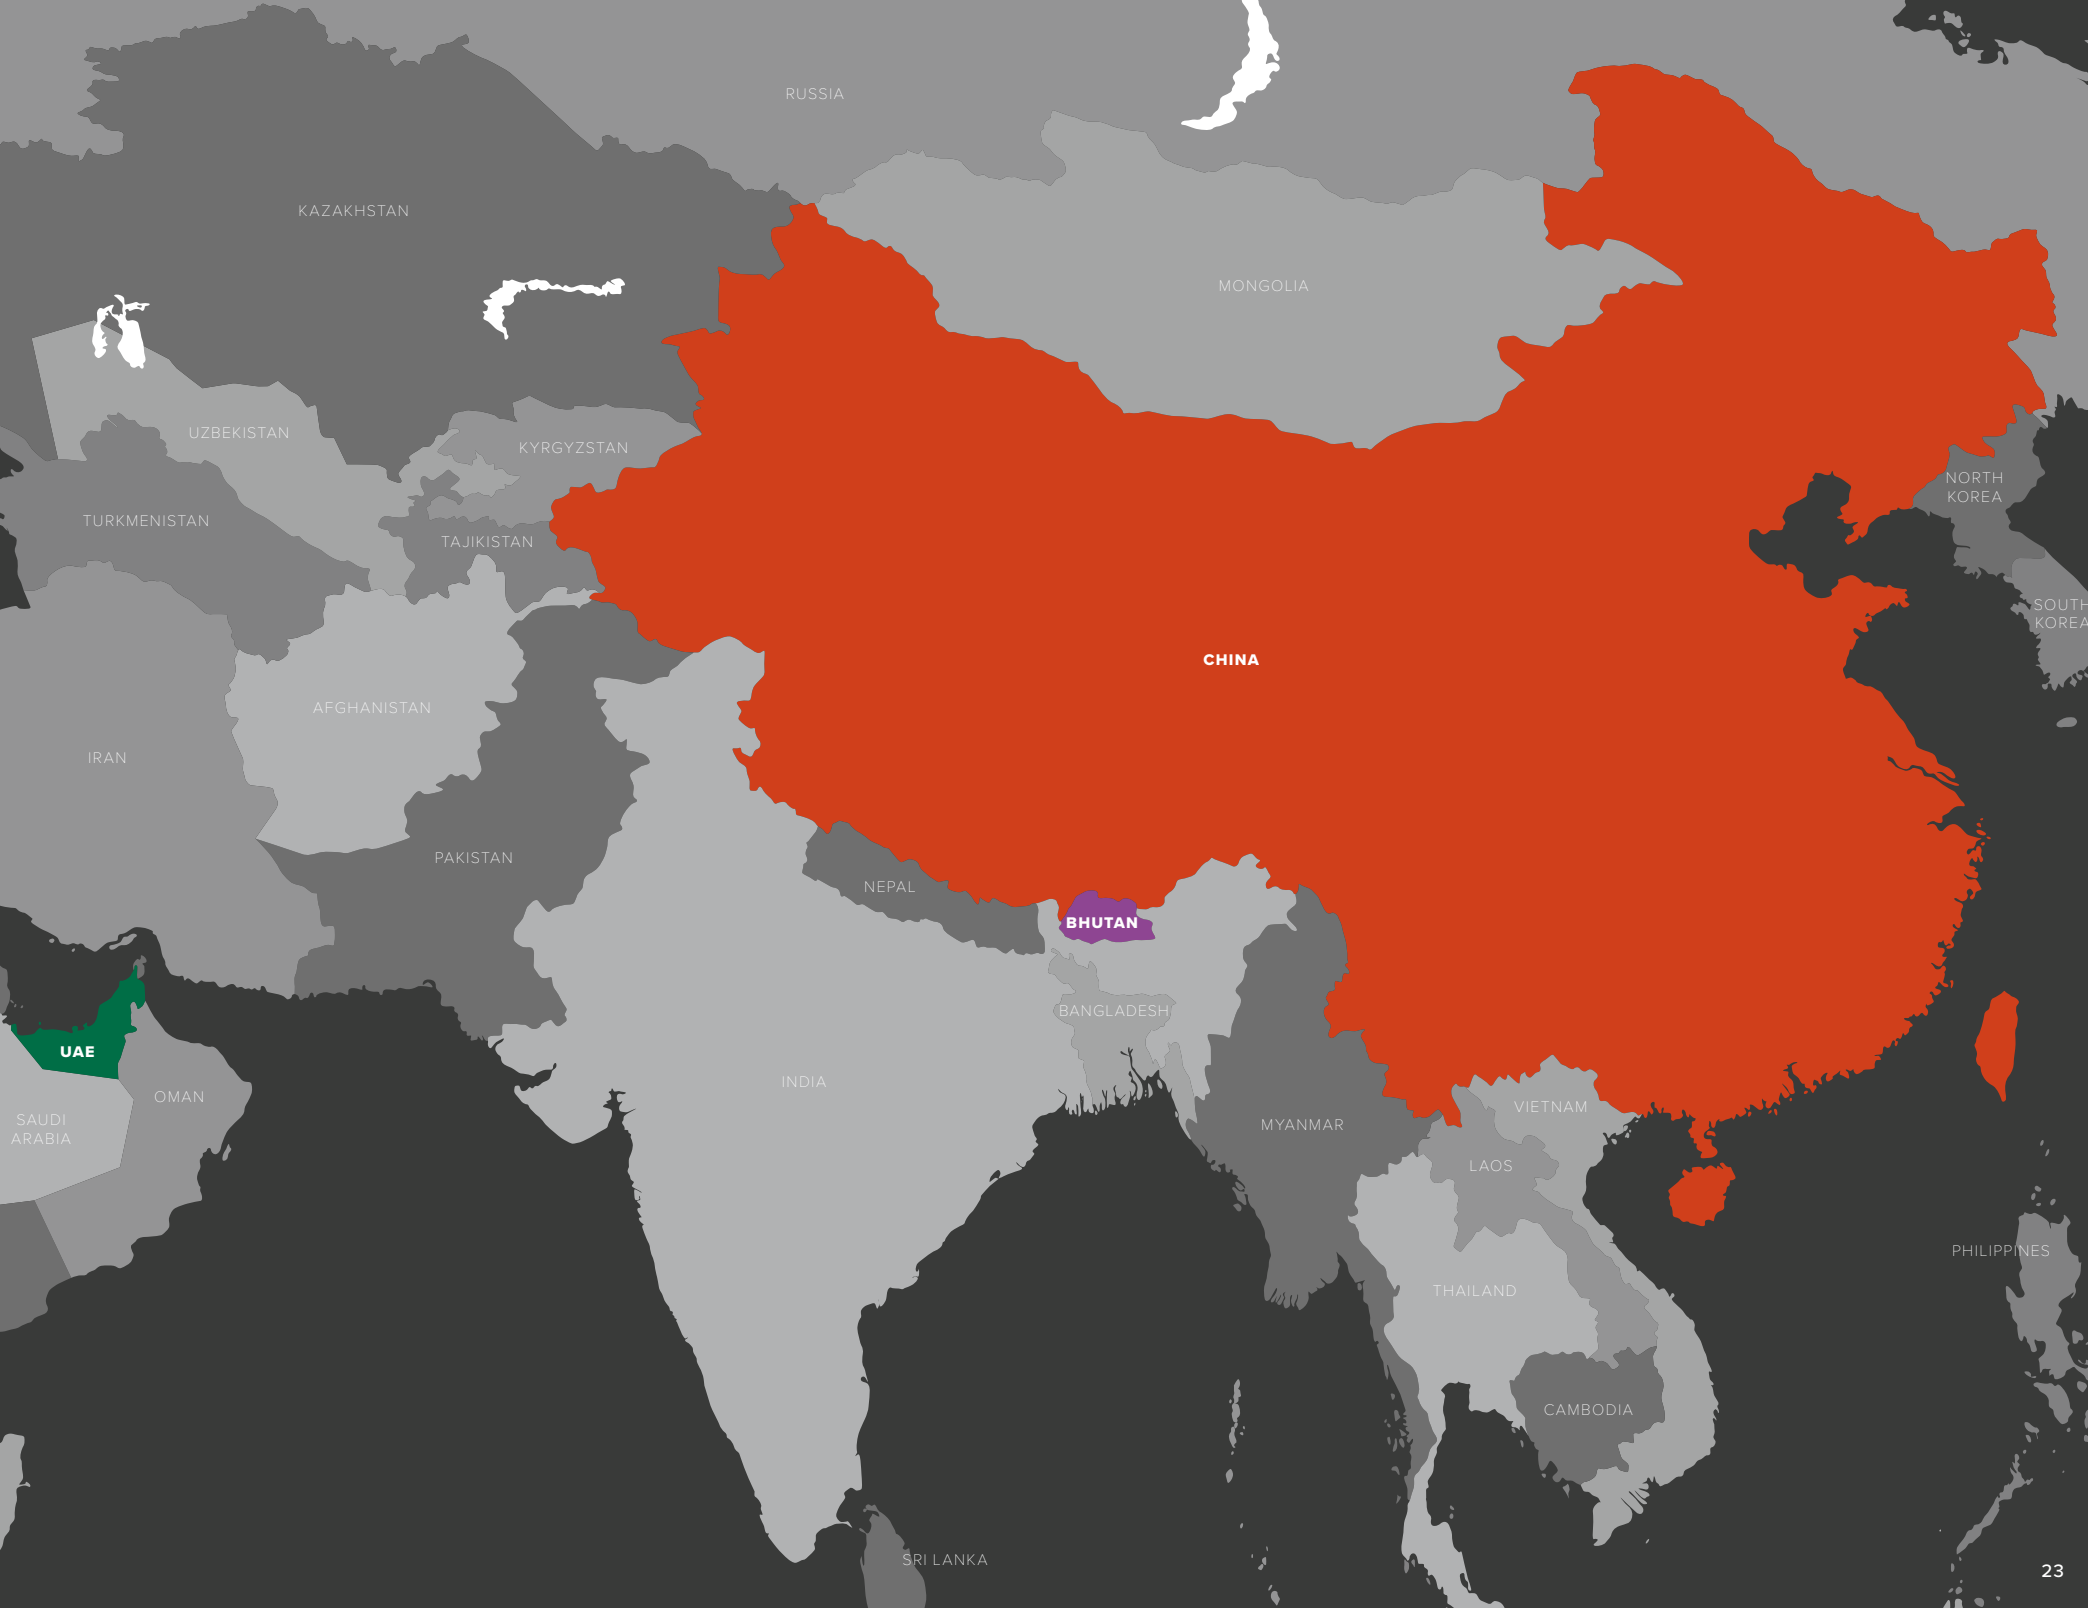 RUSSIA
KAZAKHSTAN
MONGOLIA
UZBEKISTAN
KYRGYZSTAN
NORTH
KOREA
TURKMENISTAN
TAJIKISTAN
SOUTH
KOREA
CHINA
AFGHANISTAN
IRAN
PAKISTAN
NEPAL
BHUTAN
BANGLADESH
UAE
INDIA
OMAN
SAUDI
ARABIA
VIETNAM
MYANMAR
LAOS
PHILIPPINES
THAILAND
CAMBODIA
SRI LANKA
23